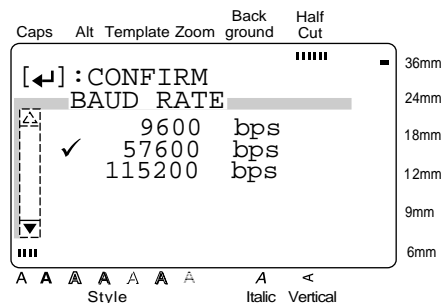 Back Half
Caps Alt Template Zoom ground Cut
36mm
[↵]:CONFIRM
24mm
BAUD RATE
9600 bps
18mm
✓ 57600 bps
115200 bps
12mm
9mm
6mm
A A A A A A A A A
Style Italic Vertical